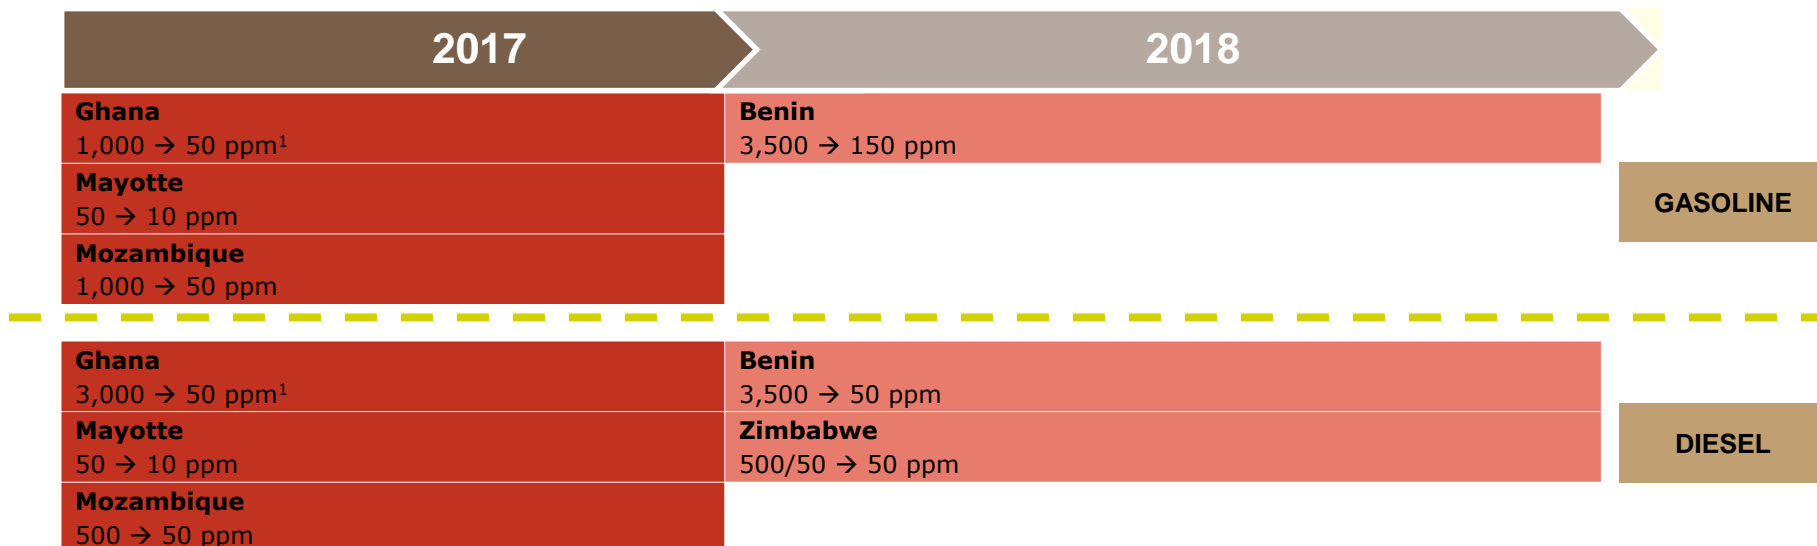 2017
2018
Ghana
1,000 → 50 ppm¹
Benin
3,500 → 150 ppm
Mayotte
50 → 10 ppm
Mozambique
1,000 → 50 ppm
GASOLINE
Ghana
3,000 → 50 ppm¹
Benin
3,500 → 50 ppm
Mayotte
50 → 10 ppm
Zimbabwe
500/50 → 50 ppm
Mozambique
500 → 50 ppm
DIESEL